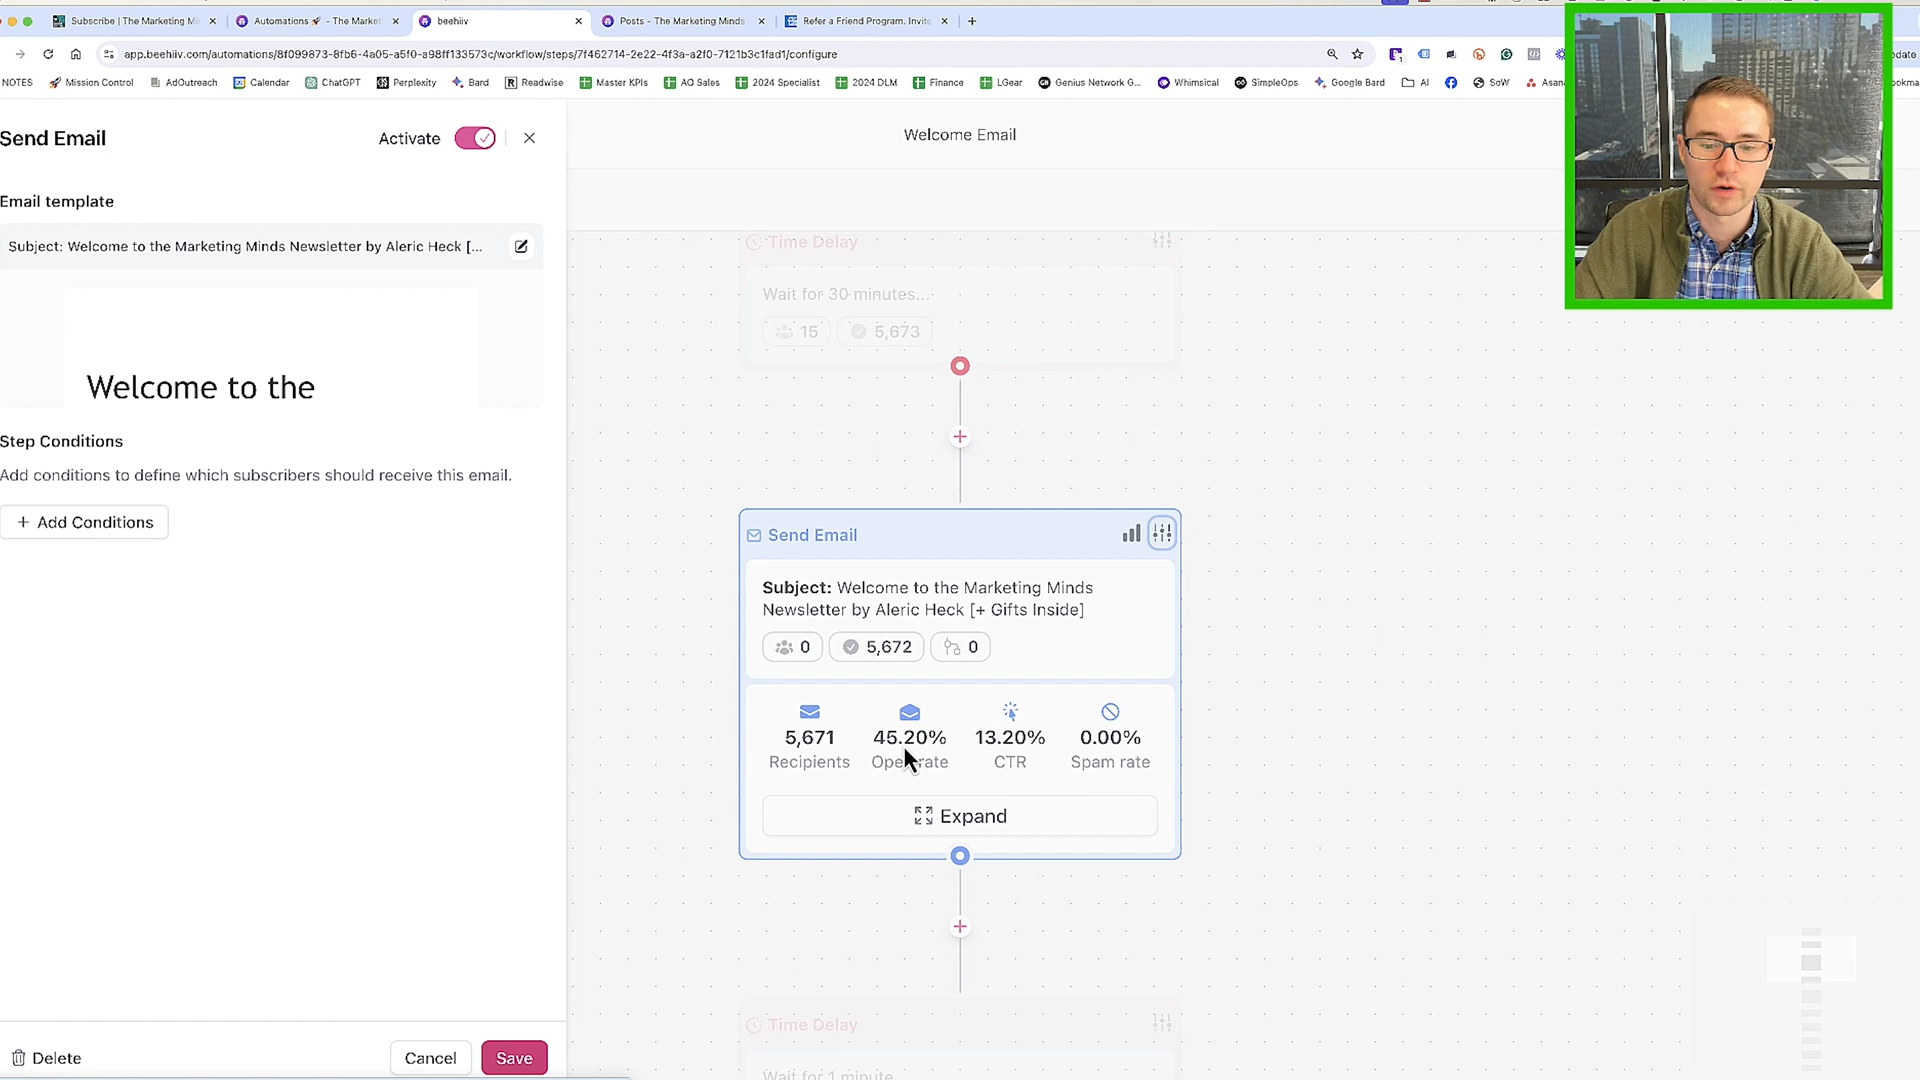 Subscribe | The Marketing Mi
Automations 🚀 - The Market
beehiiv
Posts - The Marketing Minds
Refer a Friend Program. Invite
app.beehiiv.com/automations/8f099873-8fb6-4a05-a5f0-a98ff133573c/workflow/steps/7f462714-2e22-4f3a-a2f0-7121b3c1fad1/configure
date
NOTES
Mission Control
AdOutreach
Calendar
ChatGPT
Perplexity
Bard
Readwise
Master KPIs
AO Sales
2024 Specialist
2024 DLM
Finance
LGear
Genius Network G...
Whimsical
SimpleOps
Google Bard
AI
SoW
Asana
Send Email
Activate
Welcome Email
Email template
Subject: Welcome to the Marketing Minds Newsletter by Aleric Heck [...
Welcome to the
Step Conditions
Add conditions to define which subscribers should receive this email.
+ Add Conditions
Time Delay
Wait for 30 minutes...
15
5,673
Send Email
Subject: Welcome to the Marketing Minds
Newsletter by Aleric Heck [+ Gifts Inside]
0
5,672
0
5,671
45.20%
13.20%
0.00%
Recipients
Open rate
CTR
Spam rate
Expand
Time Delay
Wait for 1 minute
Delete
Cancel
Save